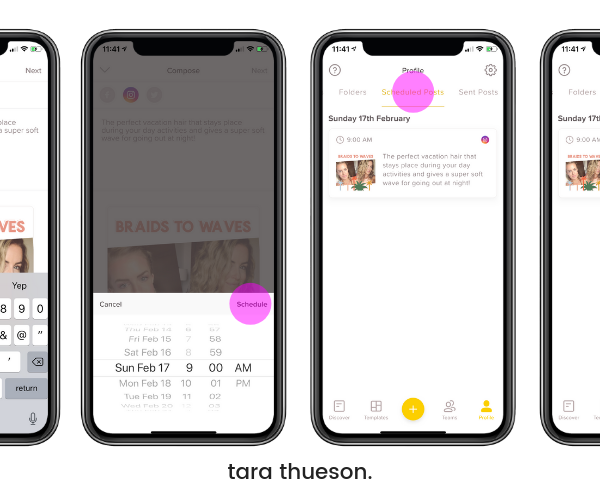 Next
place
a super soft
VES
Yep
8 9 0
& @ "
'
return
11:41
Compose
Next
The perfect vacation hair that stays place
during your day activities and gives a super soft
wave for going out at night!
BRAIDS TO WAVES
Cancel
Schedule
Thu Feb 14 6 57
Fri Feb 15 7 58
Sat Feb 16 8 59
Sun Feb 17 9 00 AM
Mon Feb 18 10 01 PM
Tue Feb 19 11 02
Wed Feb 20 12 03
11:41
Profile
Folders
Scheduled Posts
Sent Posts
Sunday 17th February
9:00 AM
BRAIDS TO WAVES
The perfect vacation hair that
stays place during your day
activities and gives a super soft
wave for going out at night!
Discover
Templates
Teams
Profile
11:41
Folders
Sunday 17th
9:00 AM
BRAIDS TO
Discover
tara thueson.